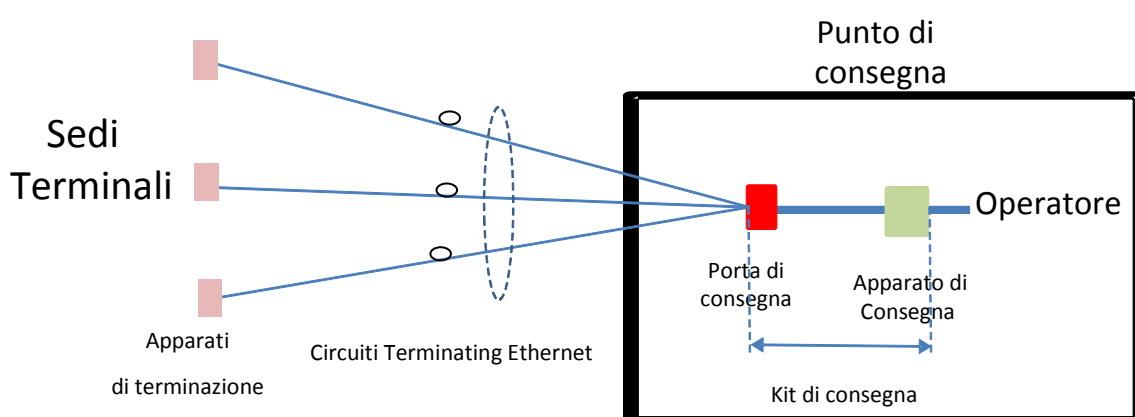 Punto di
consegna
Sedi
Terminali
Operatore
Porta di
consegna
Apparato di
Consegna
Apparati
di terminazione
Circuiti Terminating Ethernet
Kit di consegna